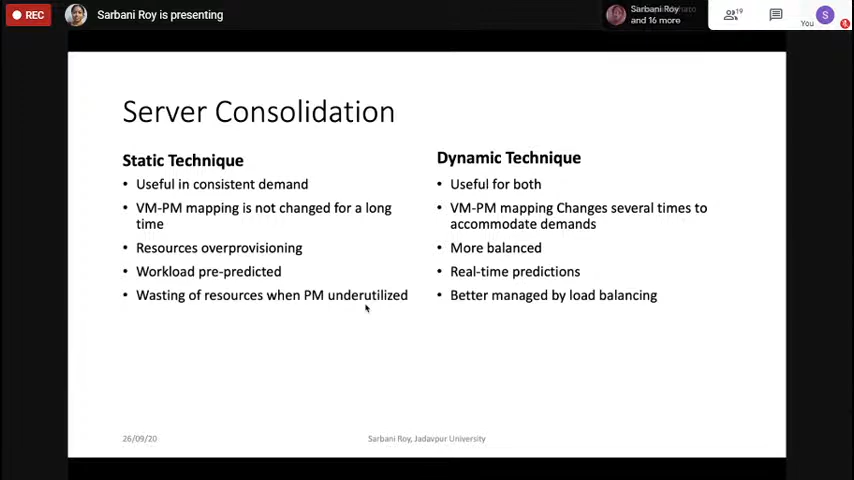 REC
Sarbani Roy is presenting
Sarbani Roy
and 16 more
19
You
S
Server Consolidation
Static Technique
• Useful in consistent demand
• VM-PM mapping is not changed for a long
time
• Resources overprovisioning
• Workload pre-predicted
• Wasting of resources when PM underutilized
Dynamic Technique
• Useful for both
• VM-PM mapping Changes several times to
accommodate demands
• More balanced
• Real-time predictions
• Better managed by load balancing
26/09/20
Sarbani Roy, Jadavpur University